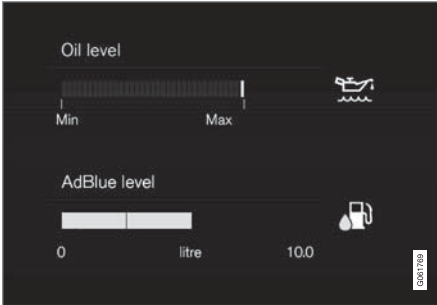 Oil level
Min Max
AdBlue level
0 litre 10.0
G061769